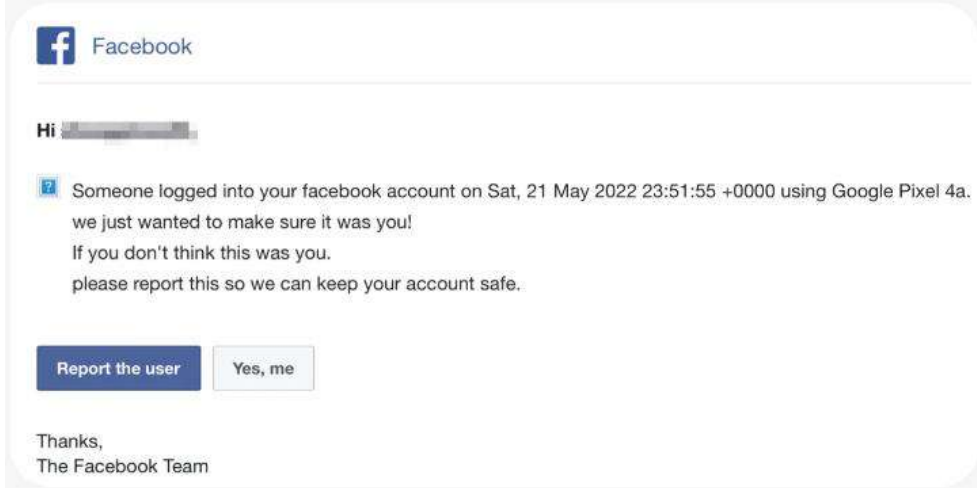 Facebook
Hi
Someone logged into your facebook account on Sat, 21 May 2022 23:51:55 +0000 using Google Pixel 4a.
we just wanted to make sure it was you!
If you don't think this was you.
please report this so we can keep your account safe.
Report the user Yes, me
Thanks,
The Facebook Team